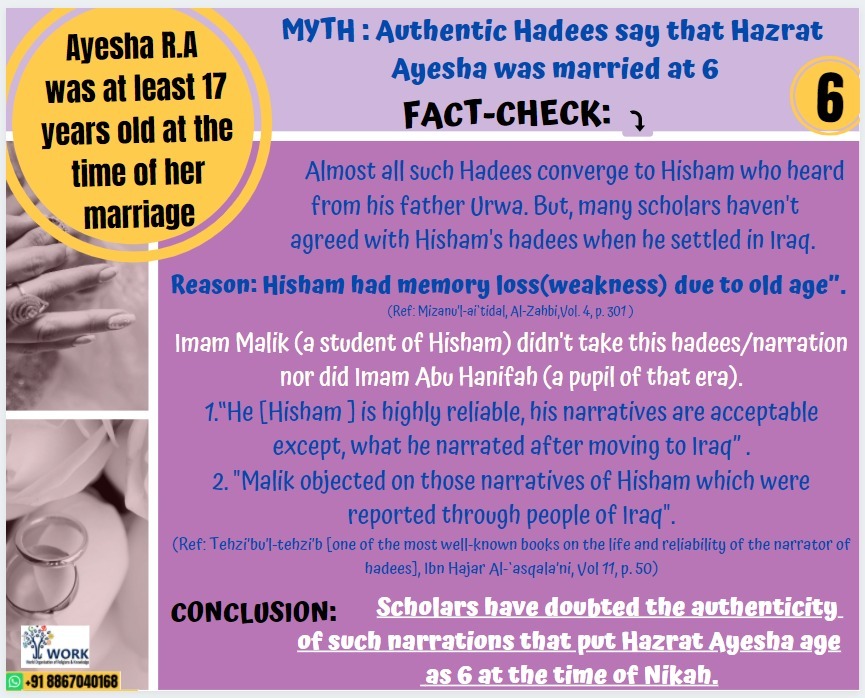 Ayesha R.A
was at least 17
years old at the
time of her
marriage
MYTH : Authentic Hadees say that Hazrat
Ayesha was married at 6
FACT-CHECK:
6
Almost all such Hadees converge to Hisham who heard
from his father Urwa. But, many scholars haven't
agreed with Hisham's hadees when he settled in Iraq.
Reason: Hisham had memory loss(weakness) due to old age".
(Ref: Mizanu'l-ai`tidal, Al-Zahbi,Vol. 4, p. 301 )
Imam Malik (a student of Hisham) didn't take this hadees/narration
nor did Imam Abu Hanifah (a pupil of that era).
1."He [Hisham ] is highly reliable, his narratives are acceptable
except, what he narrated after moving to Iraq" .
2. "Malik objected on those narratives of Hisham which were
reported through people of Iraq".
(Ref: Tehzi'bu'l-tehzi'b [one of the most well-known books on the life and reliability of the narrator of
hadees], Ibn Hajar Al-`asqala'ni, Vol 11, p. 50)
CONCLUSION: Scholars have doubted the authenticity
of such narrations that put Hazrat Ayesha age
as 6 at the time of Nikah.
WORK
World Organisation of Religions & Knowledge
+91 8867040168